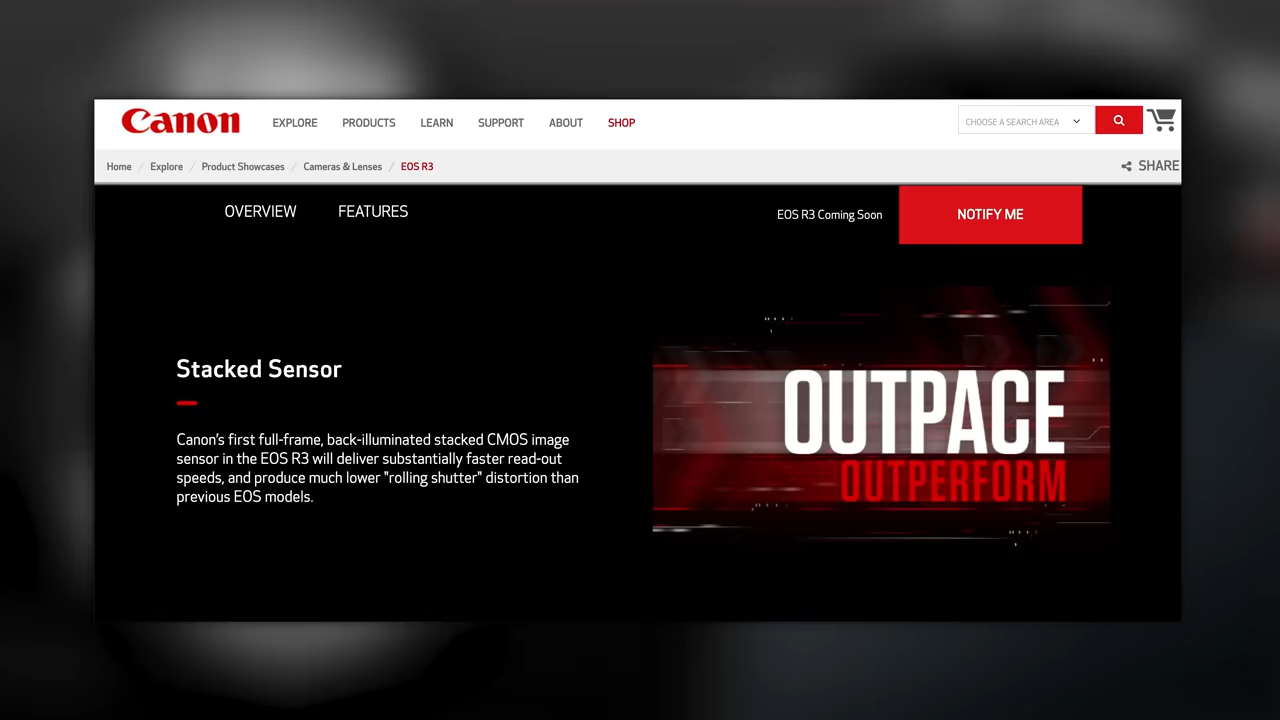 Canon EXPLORE PRODUCTS LEARN SUPPORT ABOUT SHOP CHOOSE A SEARCH AREA
Home / Explore / Product Showcases / Cameras & Lenses / EOS R3 SHARE
OVERVIEW FEATURES EOS R3 Coming Soon NOTIFY ME
Stacked Sensor
Canon's first full-frame, back-illuminated stacked CMOS image
sensor in the EOS R3 will deliver substantially faster read-out
speeds, and produce much lower "rolling shutter" distortion than
previous EOS models.
OUTPACE
OUTPERFORM